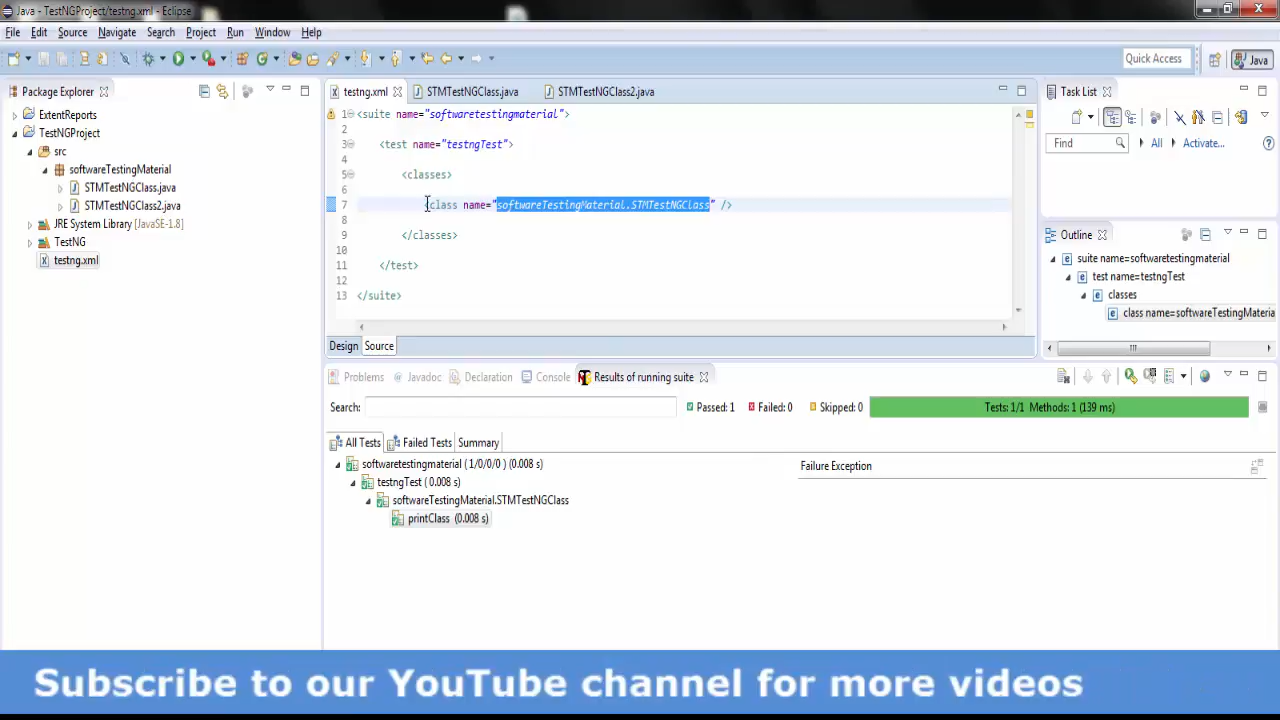 Java - TestNGProject/testng.xml - Eclipse
File Edit Source Navigate Search Project Run Window Help
Quick Access
Java
Package Explorer
ExtentReports
TestNGProject
src
softwareTestingMaterial
STMTestNGClass.java
STMTestNGClass2.java
JRE System Library [JavaSE-1.8]
TestNG
testng.xml
testng.xml STMTestNGClass.java STMTestNGClass2.java
1 <suite name="softwaretestingmaterial">
2
3 <test name="testngTest">
4
5 <classes>
6
7 <class name="softwareTestingMaterial.STMTestNGClass" />
8
9 </classes>
10
11 </test>
12
13 </suite>
Design Source
Task List
Find All Activate...
Outline
suite name=softwaretestingmaterial
test name=testngTest
classes
class name=softwareTestingMateria
Problems Javadoc Declaration Console Results of running suite
Search: Passed: 1 Failed: 0 Skipped: 0 Tests: 1/1 Methods: 1 (139 ms)
All Tests Failed Tests Summary
softwaretestingmaterial ( 1/0/0/0 ) (0.008 s)
testngTest ( 0.008 s)
softwareTestingMaterial.STMTestNGClass
printClass (0.008 s)
Failure Exception
Subscribe to our YouTube channel for more videos